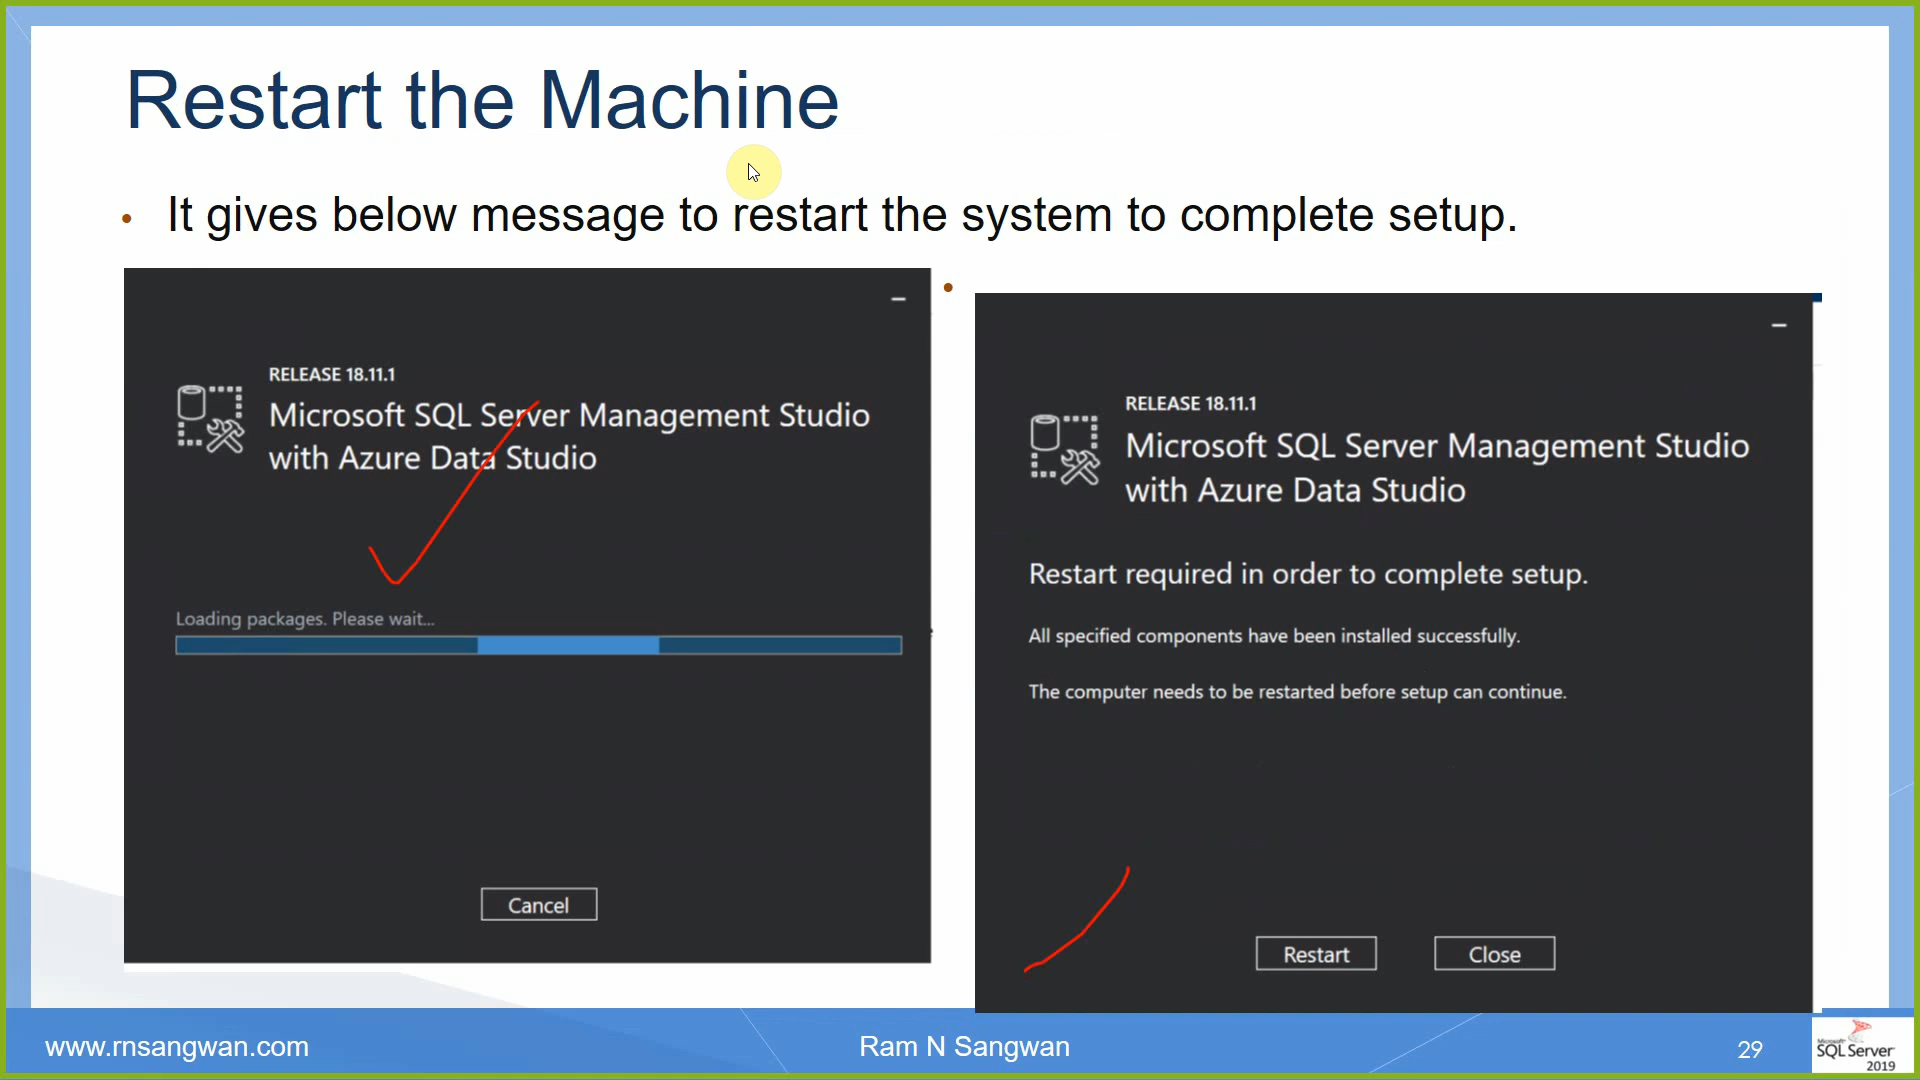 Restart the Machine
• It gives below message to restart the system to complete setup.
RELEASE 18.11.1
Microsoft SQL Server Management Studio
with Azure Data Studio
Loading packages. Please wait...
Cancel
•
RELEASE 18.11.1
Microsoft SQL Server Management Studio
with Azure Data Studio
Restart required in order to complete setup.
All specified components have been installed successfully.
The computer needs to be restarted before setup can continue.
Restart
Close
www.rnsangwan.com
Ram N Sangwan
29
Microsoft
SQL Server
2019